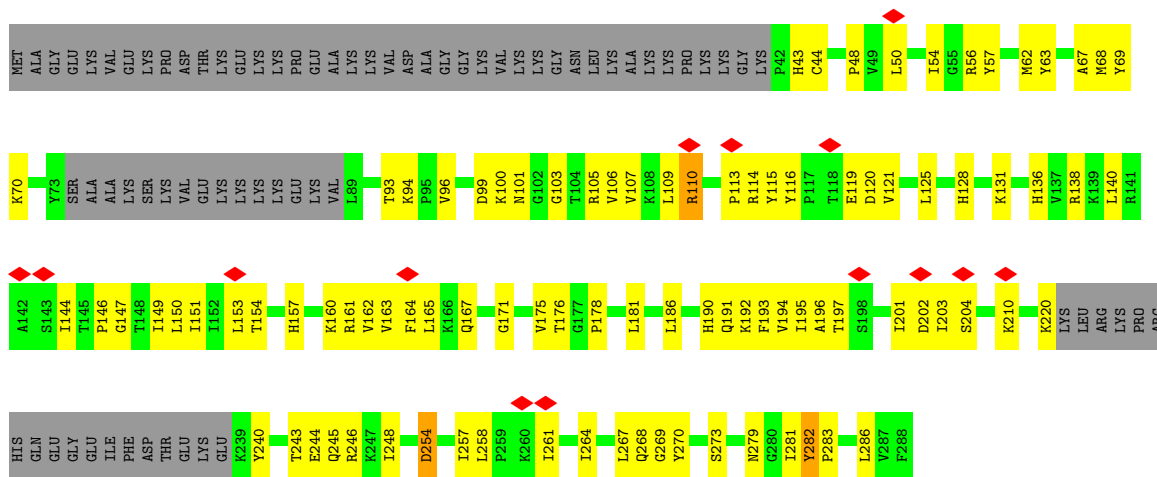 MET ALA GLY GLU LYS VAL GLU LYS PRO ASP THR LYS GLU LYS LYS PRO GLU ALA LYS LYS VAL ASP ALA GLY GLY LYS VAL LYS LYS GLY ASN LEU LYS ALA LYS LYS PRO LYS LYS GLY LYS P42 H43 C44 P48 V49 L50 I54 G55 R56 Y57 M62 Y63 A67 M68 Y69
K70 Y73 SER ALA ALA LYS SER LYS VAL GLU LYS LYS LYS LYS GLU LYS VAL L89 T93 K94 P95 V96 D99 K100 N101 G102 G103 T104 R105 V106 V107 K108 L109 R110 P113 R114 Y115 Y116 P117 T118 E119 D120 V121 L125 H128 K131 H136 V137 R138 K139 L140 R141
A142 S143 I144 T145 P146 G147 T148 I149 L150 I151 I152 L153 T154 H157 K160 R161 V162 V163 F164 L165 K166 Q167 G171 V175 T176 G177 P178 L181 L186 H190 Q191 K192 F193 V194 I195 A196 T197 S198 I201 D202 I203 S204 K210 K220 LYS LEU ARG LYS PRO ARG
HIS GLN GLU GLY GLU ILE PHE ASP THR GLU LYS GLU K239 Y240 T243 E244 Q245 R246 K247 I248 D254 I257 L258 P259 K260 I261 I264 L267 Q268 G269 Y270 S273 N279 G280 I281 Y282 P283 L286 V287 F288